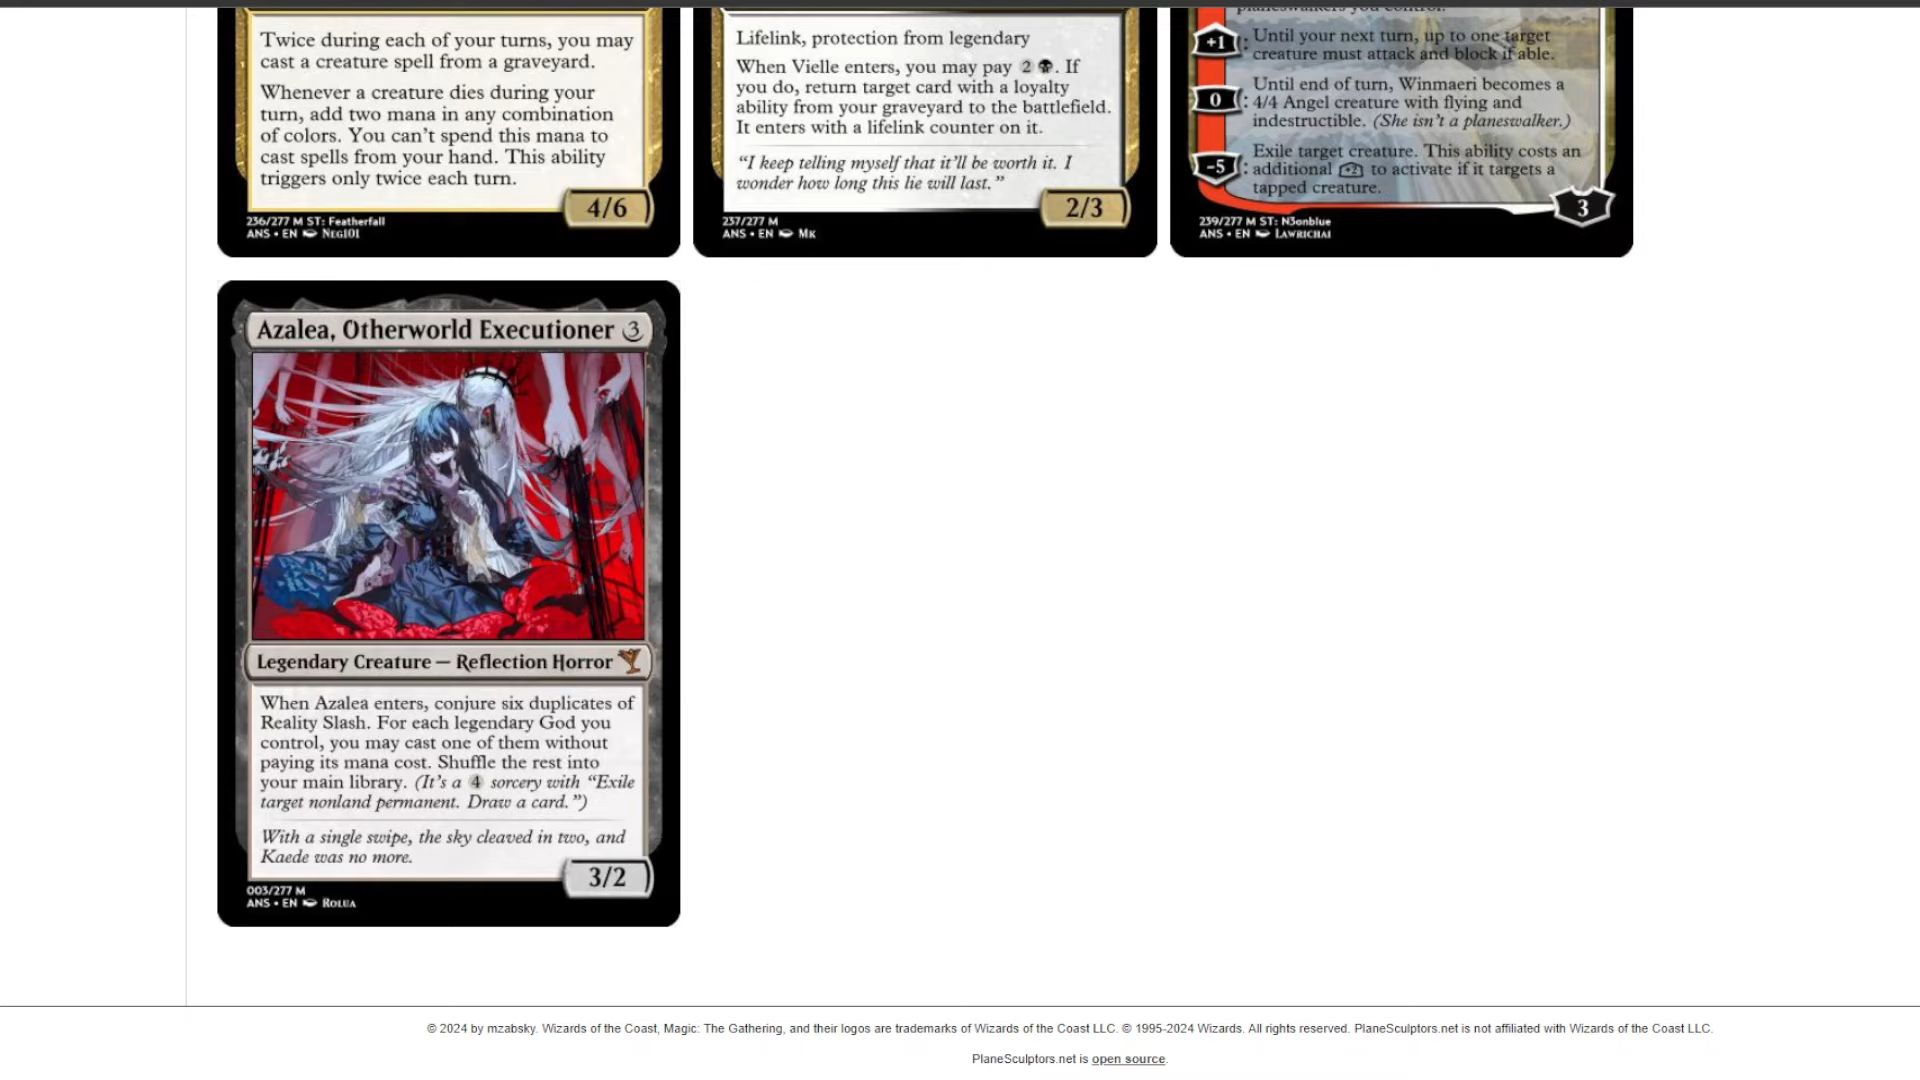 Twice during each of your turns, you may
cast a creature spell from a graveyard.
Whenever a creature dies during your
turn, add two mana in any combination
of colors. You can't spend this mana to
cast spells from your hand. This ability
triggers only twice each turn.
4/6
236/277 M ST: Featherfall
ANS • EN NEG101
Lifelink, protection from legendary
When Vielle enters, you may pay 2. If
you do, return target card with a loyalty
ability from your graveyard to the battlefield.
It enters with a lifelink counter on it.
“I keep telling myself that it'll be worth it. I
wonder how long this lie will last.”
2/3
237/277 M
ANS • EN MK
planeswalkers you control.
+1 : Until your next turn, up to one target
creature must attack and block if able.
0 : Until end of turn, Winmaeri becomes a
4/4 Angel creature with flying and
indestructible. (She isn't a planeswalker.)
-5 : Exile target creature. This ability costs an
additional +2 to activate if it targets a
tapped creature.
3
239/277 M ST: N3onblue
ANS • EN LAWRICHAI
Azalea, Otherworld Executioner 3
Legendary Creature — Reflection Horror
When Azalea enters, conjure six duplicates of
Reality Slash. For each legendary God you
control, you may cast one of them without
paying its mana cost. Shuffle the rest into
your main library. (It's a 4 sorcery with “Exile
target nonland permanent. Draw a card.”)
With a single swipe, the sky cleaved in two, and
Kaede was no more.
3/2
003/277 M
ANS • EN ROLUA
© 2024 by mzabsky. Wizards of the Coast, Magic: The Gathering, and their logos are trademarks of Wizards of the Coast LLC. © 1995-2024 Wizards. All rights reserved. PlaneSculptors.net is not affiliated with Wizards of the Coast LLC.
PlaneSculptors.net is open source.